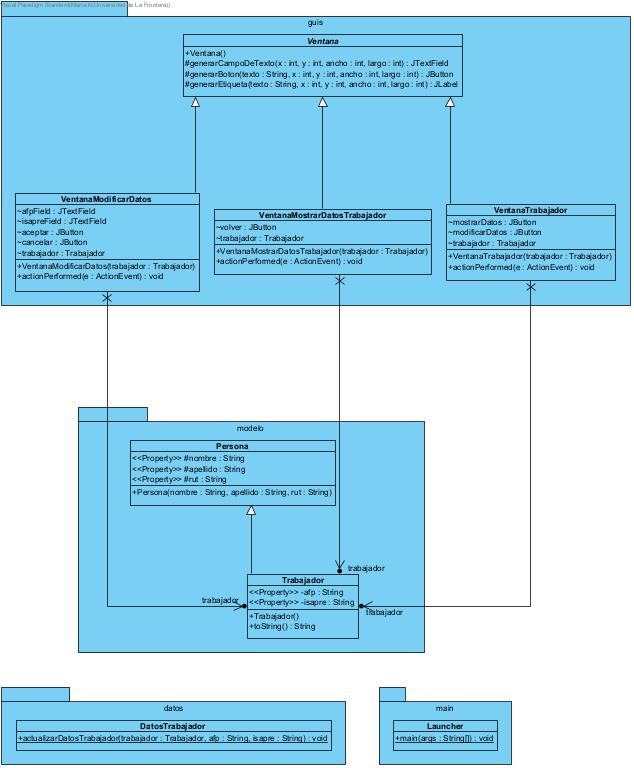 Visual Paradigm Standard(Marcelo(Universidad de La Frontera))
guis
Ventana
+Ventana()
#generarCampoDeTexto(x : int, y : int, ancho : int, largo : int) : JTextField
#generarBoton(texto : String, x : int, y : int, ancho : int, largo : int) : JButton
#generarEtiqueta(texto : String, x : int, y : int, ancho : int, largo : int) : JLabel
VentanaModificarDatos
~afpField : JTextField
~isapreField : JTextField
~aceptar : JButton
~cancelar : JButton
~trabajador : Trabajador
+VentanaModificarDatos(trabajador : Trabajador)
+actionPerformed(e : ActionEvent) : void
VentanaMostrarDatosTrabajador
~volver : JButton
~trabajador : Trabajador
+VentanaMostrarDatosTrabajador(trabajador : Trabajador)
+actionPerformed(e : ActionEvent) : void
VentanaTrabajador
~mostrarDatos : JButton
~modificarDatos : JButton
~trabajador : Trabajador
+VentanaTrabajador(trabajador : Trabajador)
+actionPerformed(e : ActionEvent) : void
modelo
Persona
<<Property>> #nombre : String
<<Property>> #apellido : String
<<Property>> #rut : String
+Persona(nombre : String, apellido : String, rut : String)
trabajador
Trabajador
<<Property>> -afp : String
<<Property>> -isapre : String
+Trabajador()
+toString() : String
trabajador
trabajador
datos
DatosTrabajador
+actualizarDatosTrabajador(trabajador : Trabajador, afp : String, isapre : String) : void
main
Launcher
+main(args : String[]) : void